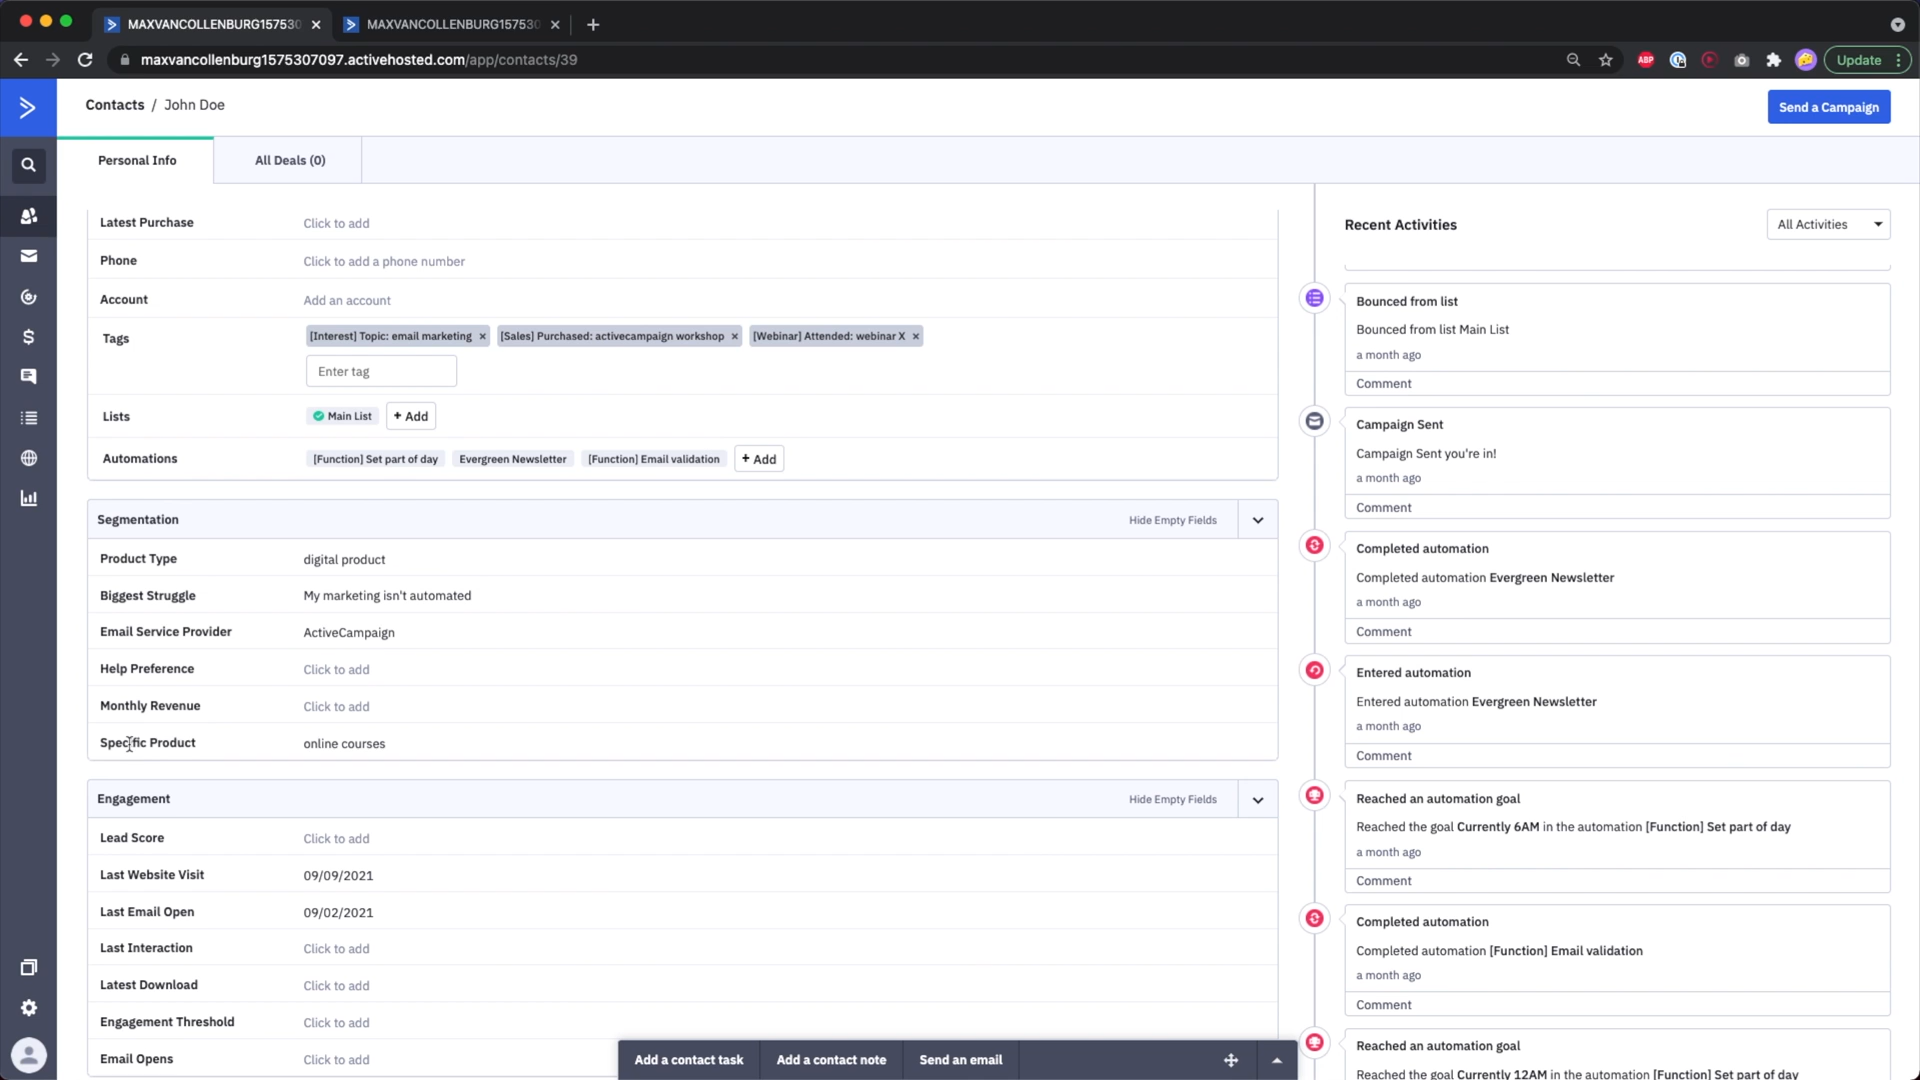 MAXVANCOLLENBURG157530
MAXVANCOLLENBURG157530
maxvancollenburg1575307097.activehosted.com/app/contacts/39
ABP
Update
Contacts / John Doe
Send a Campaign
Personal Info
All Deals (0)
Latest Purchase Click to add
Phone Click to add a phone number
Account Add an account
Tags [Interest] Topic: email marketing × [Sales] Purchased: activecampaign workshop × [Webinar] Attended: webinar X ×
Enter tag
Lists Main List + Add
Automations [Function] Set part of day Evergreen Newsletter [Function] Email validation + Add
Segmentation Hide Empty Fields
Product Type digital product
Biggest Struggle My marketing isn't automated
Email Service Provider ActiveCampaign
Help Preference Click to add
Monthly Revenue Click to add
Specific Product online courses
Engagement Hide Empty Fields
Lead Score Click to add
Last Website Visit 09/09/2021
Last Email Open 09/02/2021
Last Interaction Click to add
Latest Download Click to add
Engagement Threshold Click to add
Email Opens Click to add
Add a contact task Add a contact note Send an email
Recent Activities All Activities
Bounced from list
Bounced from list Main List
a month ago
Comment
Campaign Sent
Campaign Sent you're in!
a month ago
Comment
Completed automation
Completed automation Evergreen Newsletter
a month ago
Comment
Entered automation
Entered automation Evergreen Newsletter
a month ago
Comment
Reached an automation goal
Reached the goal Currently 6AM in the automation [Function] Set part of day
a month ago
Comment
Completed automation
Completed automation [Function] Email validation
a month ago
Comment
Reached an automation goal
Reached the goal Currently 12AM in the automation [Function] Set part of day